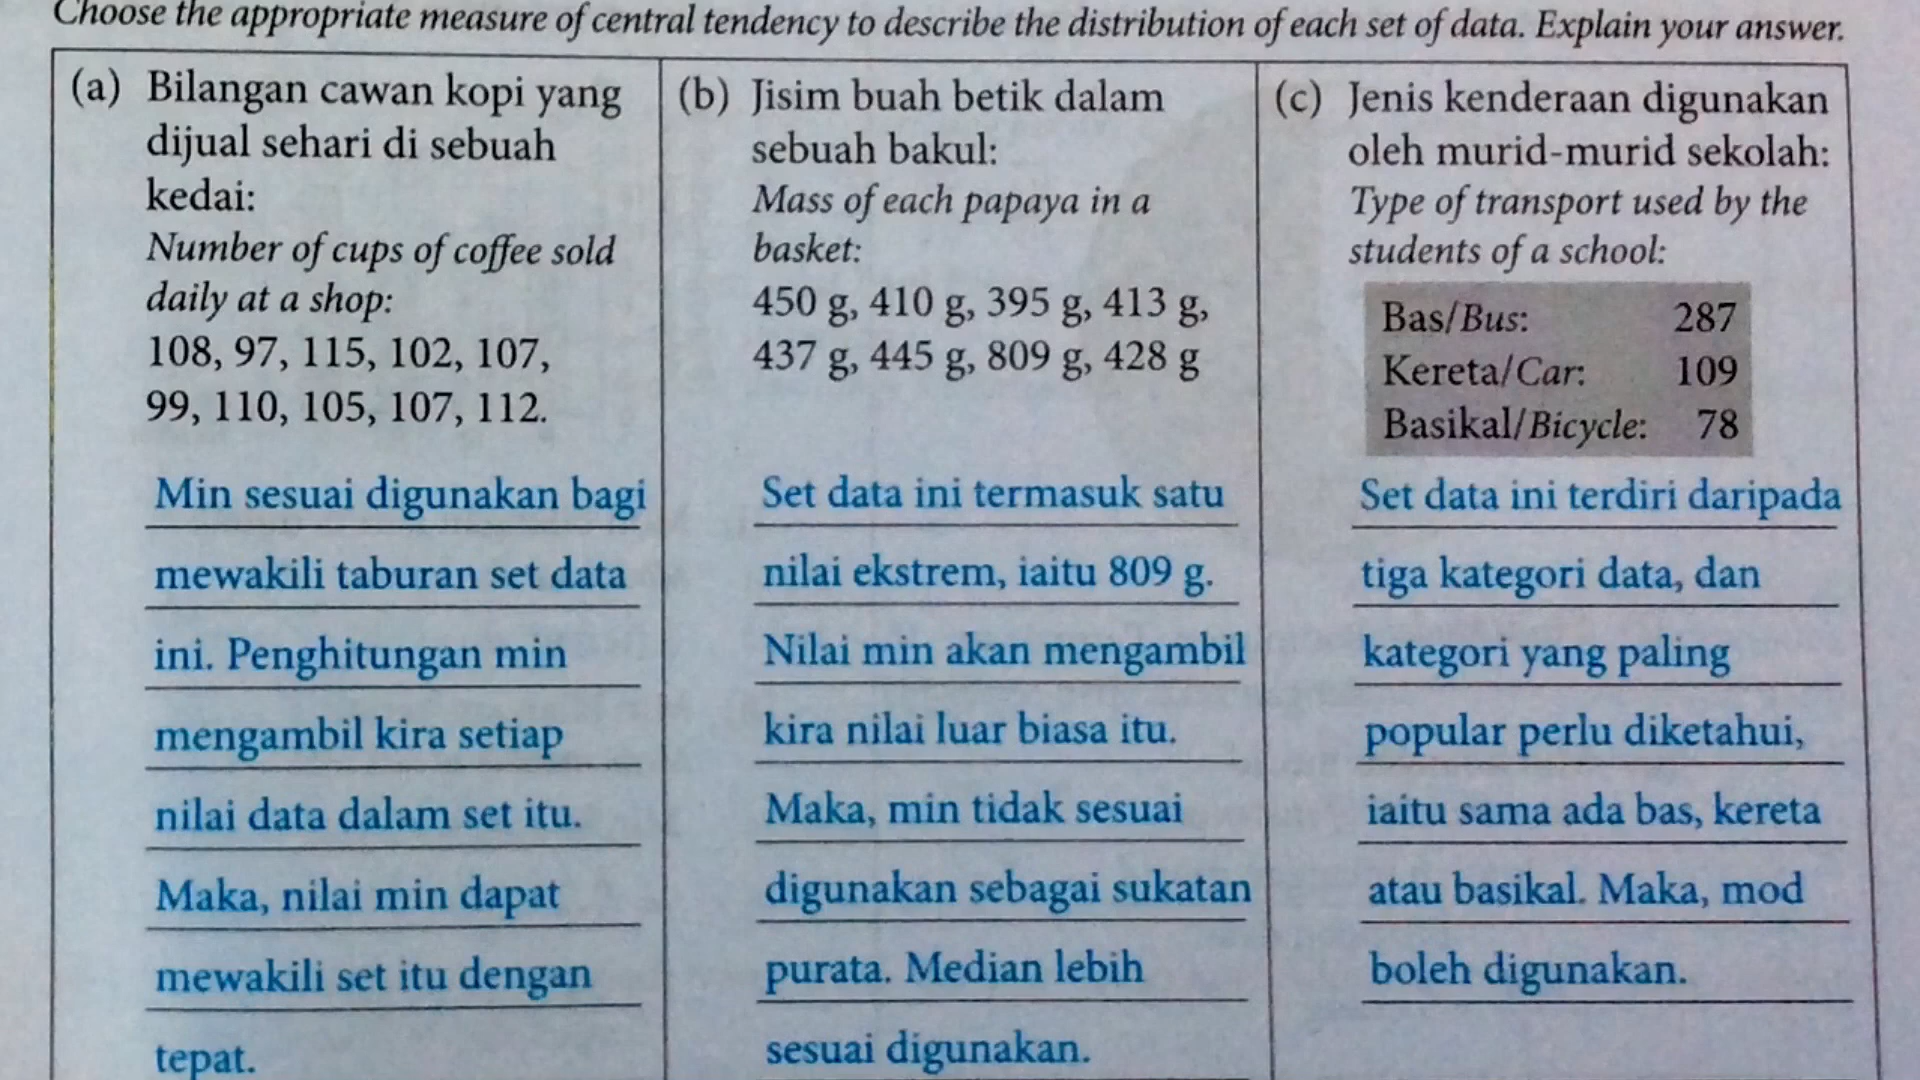 Choose the appropriate measure of central tendency to describe the distribution of each set of data. Explain your answer.
(a) Bilangan cawan kopi yang
dijual sehari di sebuah
kedai:
Number of cups of coffee sold
daily at a shop:
108, 97, 115, 102, 107,
99, 110, 105, 107, 112.
Min sesuai digunakan bagi
mewakili taburan set data
ini. Penghitungan min
mengambil kira setiap
nilai data dalam set itu.
Maka, nilai min dapat
mewakili set itu dengan
tepat.
(b) Jisim buah betik dalam
sebuah bakul:
Mass of each papaya in a
basket:
450 g, 410 g, 395 g, 413 g,
437 g, 445 g, 809 g, 428 g
Set data ini termasuk satu
nilai ekstrem, iaitu 809 g.
Nilai min akan mengambil
kira nilai luar biasa itu.
Maka, min tidak sesuai
digunakan sebagai sukatan
purata. Median lebih
sesuai digunakan.
(c) Jenis kenderaan digunakan
oleh murid-murid sekolah:
Type of transport used by the
students of a school:
Bas/Bus: 287
Kereta/Car: 109
Basikal/Bicycle: 78
Set data ini terdiri daripada
tiga kategori data, dan
kategori yang paling
popular perlu diketahui,
iaitu sama ada bas, kereta
atau basikal. Maka, mod
boleh digunakan.